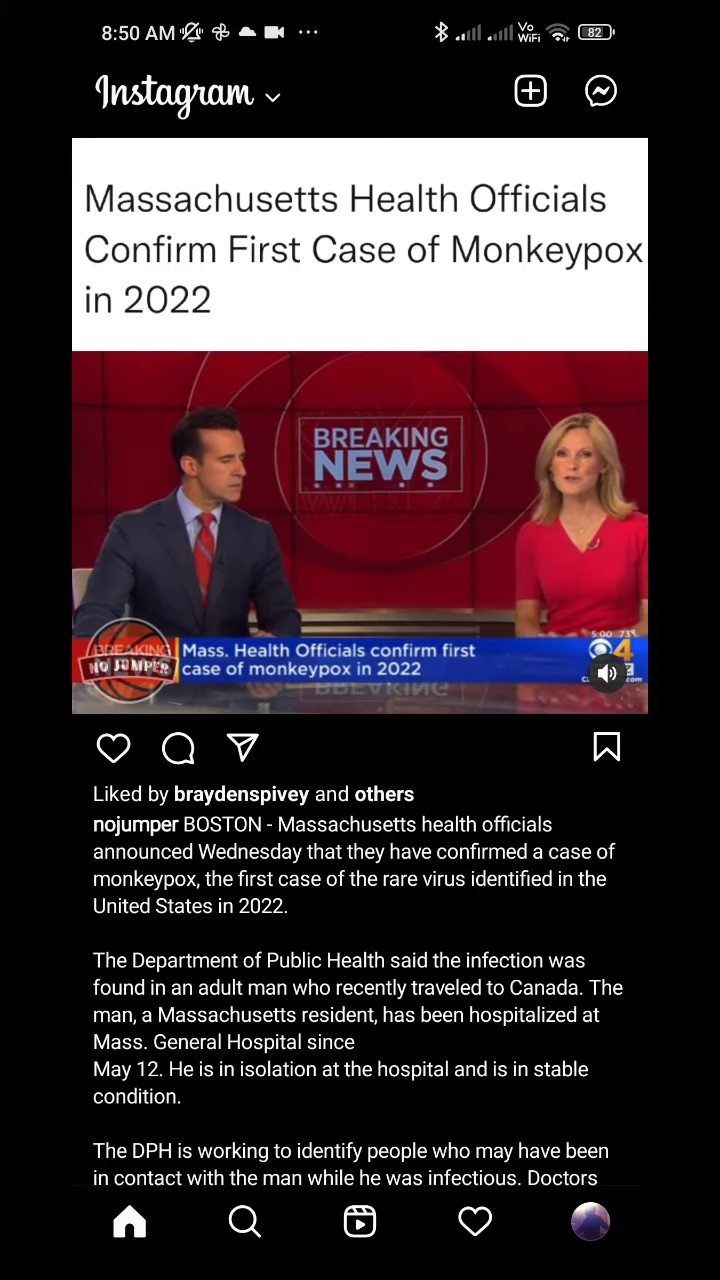 8:50 AM
Vo
WiFi
82
Instagram
Massachusetts Health Officials
Confirm First Case of Monkeypox
in 2022
BREAKING
NEWS
BREAKING
NO JUMPER
Mass. Health Officials confirm first
case of monkeypox in 2022
5:00 73°
4
Liked by braydenspivey and others
nojumper BOSTON - Massachusetts health officials
announced Wednesday that they have confirmed a case of
monkeypox, the first case of the rare virus identified in the
United States in 2022.
The Department of Public Health said the infection was
found in an adult man who recently traveled to Canada. The
man, a Massachusetts resident, has been hospitalized at
Mass. General Hospital since
May 12. He is in isolation at the hospital and is in stable
condition.
The DPH is working to identify people who may have been
in contact with the man while he was infectious. Doctors